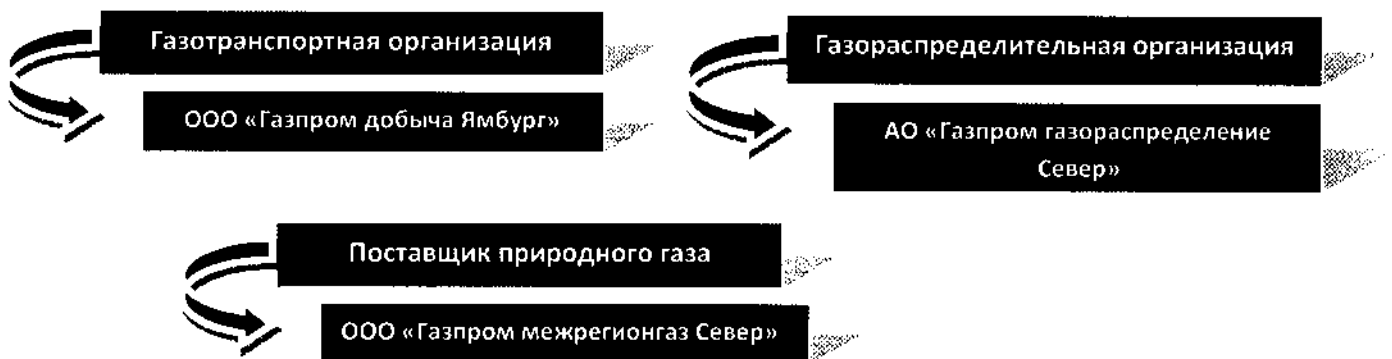 Газотранспортная организация
ООО «Газпром добыча Ямбург»
Газораспределительная организация
АО «Газпром газораспределение
Север»
Поставщик природного газа
ООО «Газпром межрегионгаз Север»